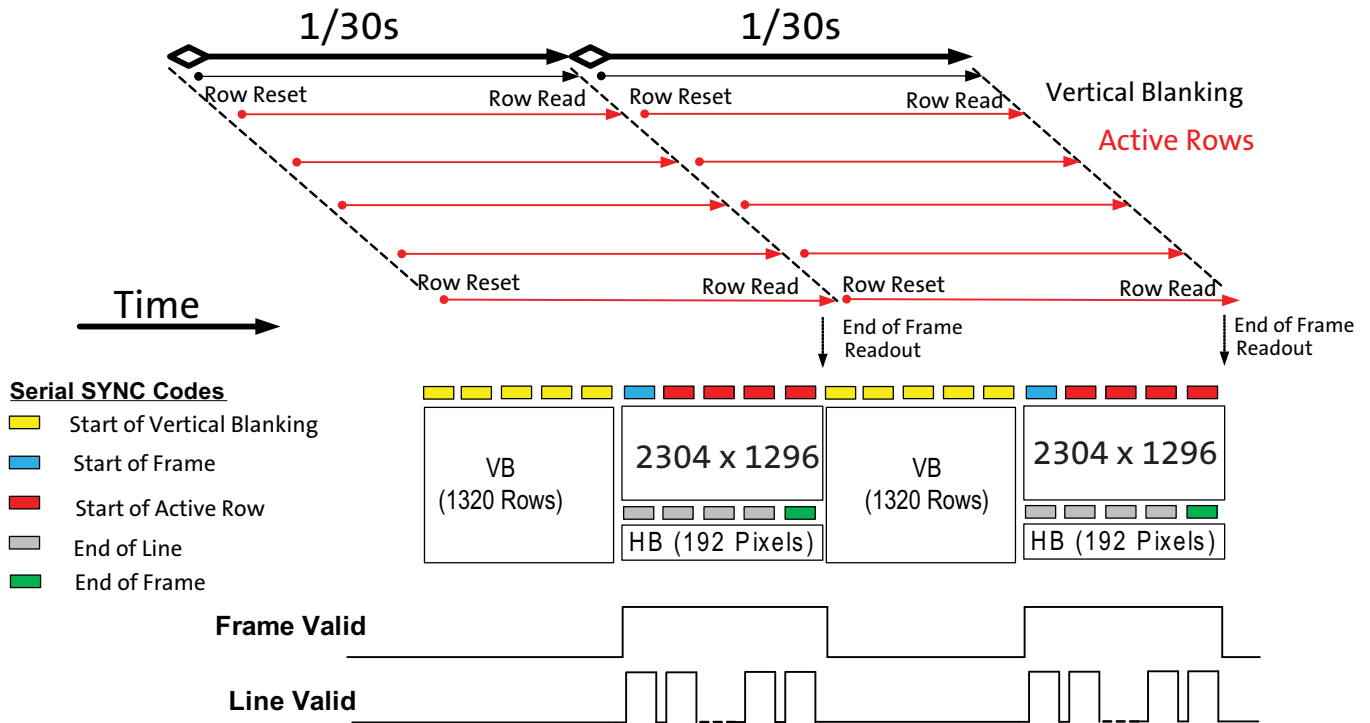 1/30s
1/30s
Row Reset
Row Read
Row Reset
Row Read
Vertical Blanking
Active Rows
Row Reset
Row Read
Row Reset
Row Read
Time
End of Frame
Readout
End of Frame
Readout
Serial SYNC Codes
Start of Vertical Blanking
Start of Frame
Start of Active Row
End of Line
End of Frame
VB
(1320 Rows)
2304 x 1296
HB (192 Pixels)
VB
(1320 Rows)
2304 x 1296
HB (192 Pixels)
Frame Valid
Line Valid